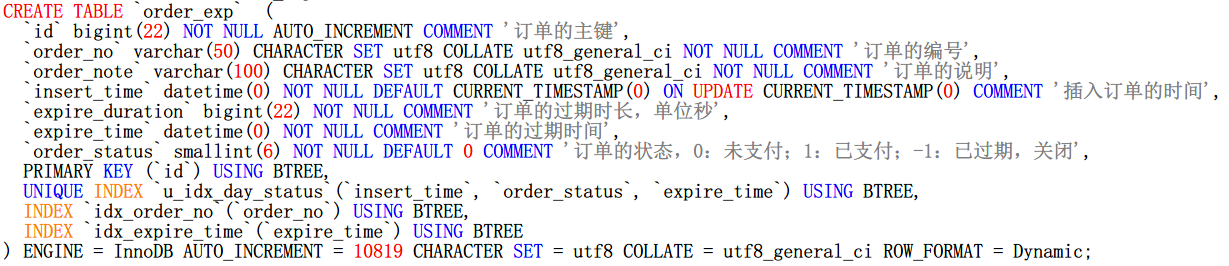 CREATE TABLE `order_exp`  (
  `id` bigint(22) NOT NULL AUTO_INCREMENT COMMENT '订单的主键',
  `order_no` varchar(50) CHARACTER SET utf8 COLLATE utf8_general_ci NOT NULL COMMENT '订单的编号',
  `order_note` varchar(100) CHARACTER SET utf8 COLLATE utf8_general_ci NOT NULL COMMENT '订单的说明',
  `insert_time` datetime(0) NOT NULL DEFAULT CURRENT_TIMESTAMP(0) ON UPDATE CURRENT_TIMESTAMP(0) COMMENT '插入订单的时间',
  `expire_duration` bigint(22) NOT NULL COMMENT '订单的过期时长，单位秒',
  `expire_time` datetime(0) NOT NULL COMMENT '订单的过期时间',
  `order_status` smallint(6) NOT NULL DEFAULT 0 COMMENT '订单的状态，0：未支付；1：已支付；-1：已过期，关闭',
  PRIMARY KEY (`id`) USING BTREE,
  UNIQUE INDEX `u_idx_day_status`(`insert_time`, `order_status`, `expire_time`) USING BTREE,
  INDEX `idx_order_no`(`order_no`) USING BTREE,
  INDEX `idx_expire_time`(`expire_time`) USING BTREE
) ENGINE = InnoDB AUTO_INCREMENT = 10819 CHARACTER SET = utf8 COLLATE = utf8_general_ci ROW_FORMAT = Dynamic;